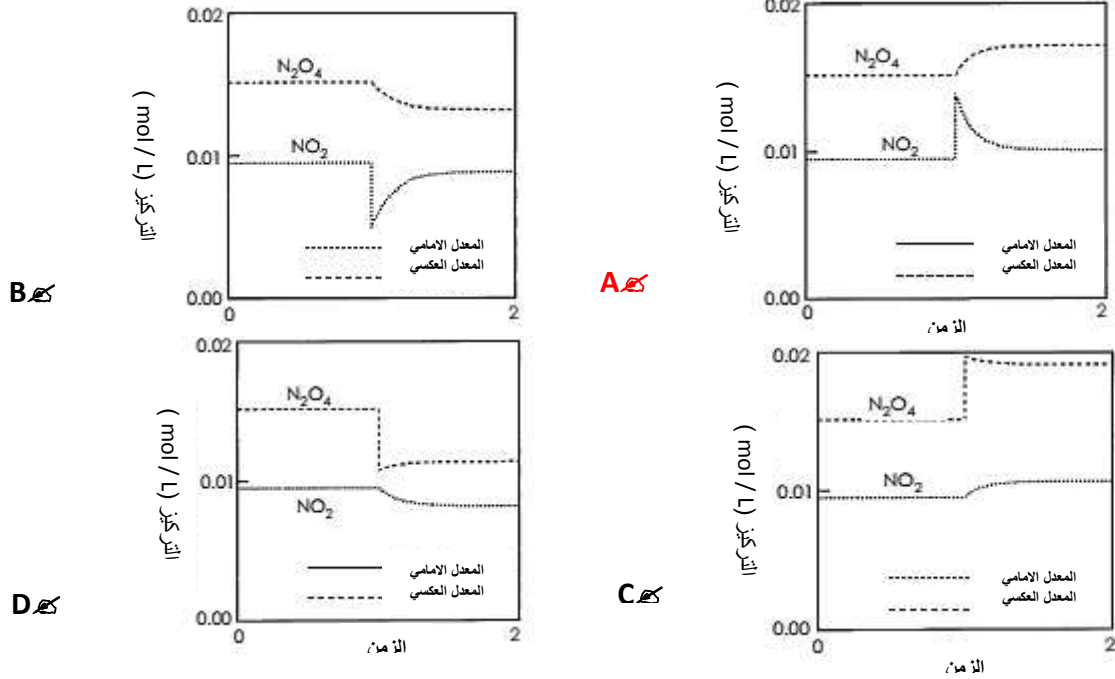 0.02
N₂O₄
NO₂
0.01
0.00
0
2
التركيز ( mol / L )
المعدل الامامي
المعدل العكسي
B
0.02
N₂O₄
NO₂
0.01
0.00
0
2
التركيز ( mol / L )
المعدل الامامي
المعدل العكسي
الزمن
A
0.02
N₂O₄
0.01
NO₂
0.00
0
2
التركيز ( mol / L )
المعدل الامامي
المعدل العكسي
الزمن
D
0.02
N₂O₄
NO₂
0.01
0.00
0
2
التركيز ( mol / L )
المعدل الامامي
المعدل العكسي
الزمن
C